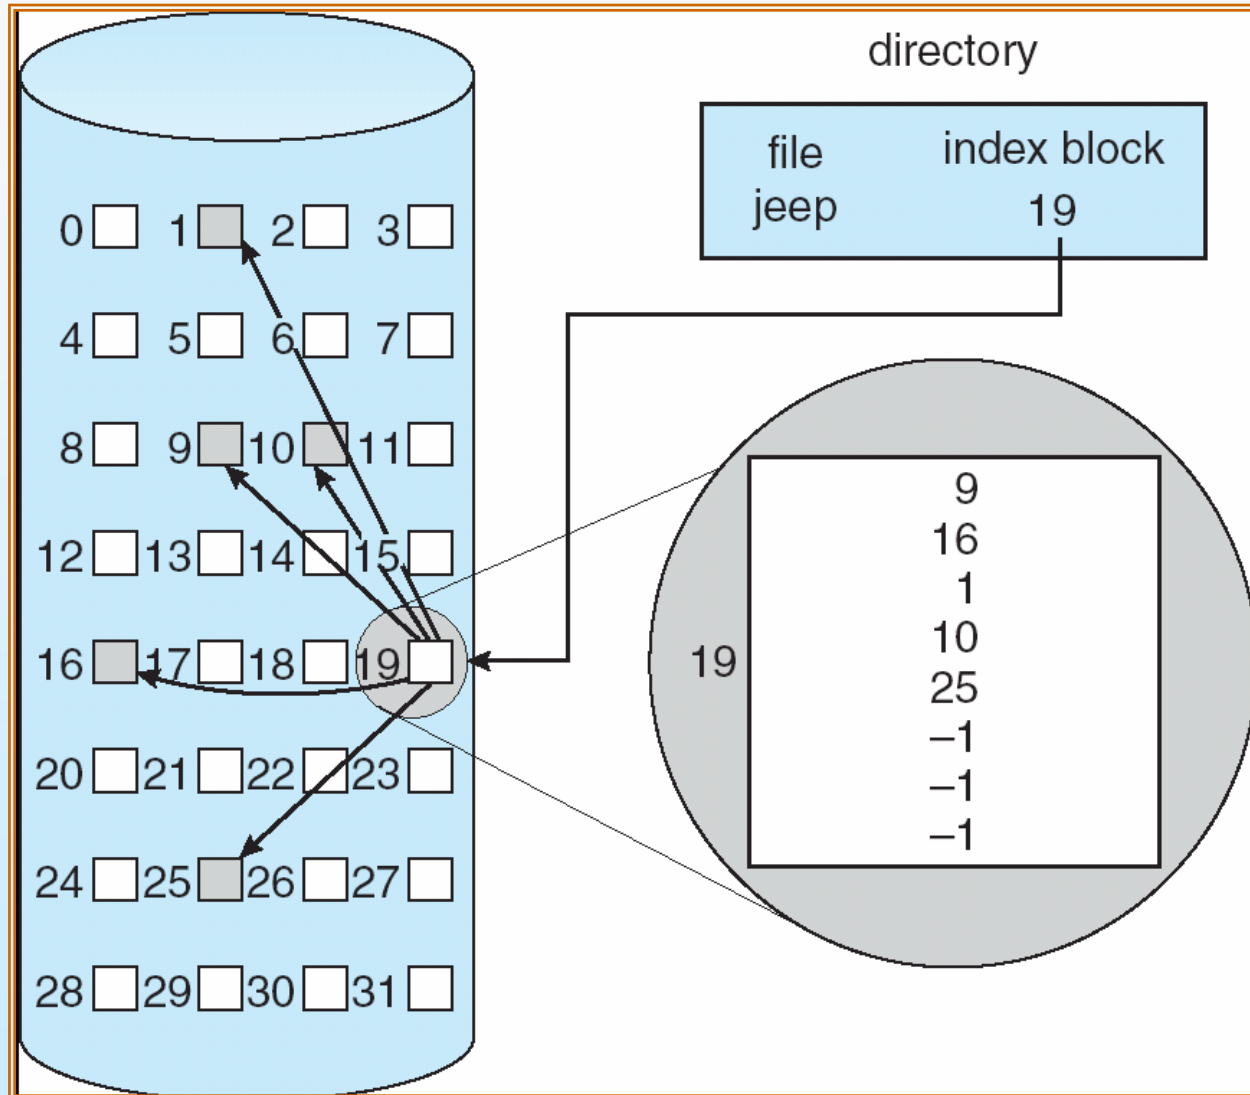 directory
file index block
jeep 19
0 1 2 3
4 5 6 7
8 9 10 11
12 13 14 15
16 17 18 19
20 21 22 23
24 25 26 27
28 29 30 31
19
9
16
1
10
25
–1
–1
–1